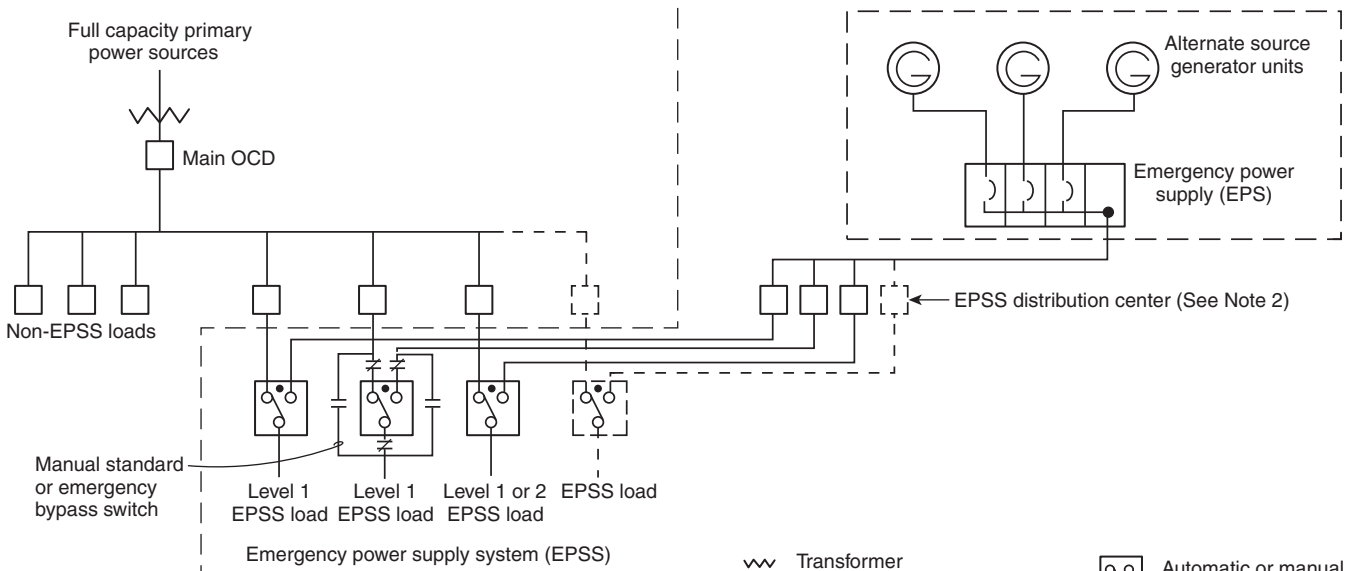 Full capacity primary
power sources
Main OCD
Non-EPSS loads
Alternate source
generator units
Emergency power
supply (EPS)
EPSS distribution center (See Note 2)
Manual standard
or emergency
bypass switch
Level 1
EPSS load
Level 1
EPSS load
Level 1 or 2
EPSS load
EPSS load
Emergency power supply system (EPSS)
Transformer
Automatic or manual